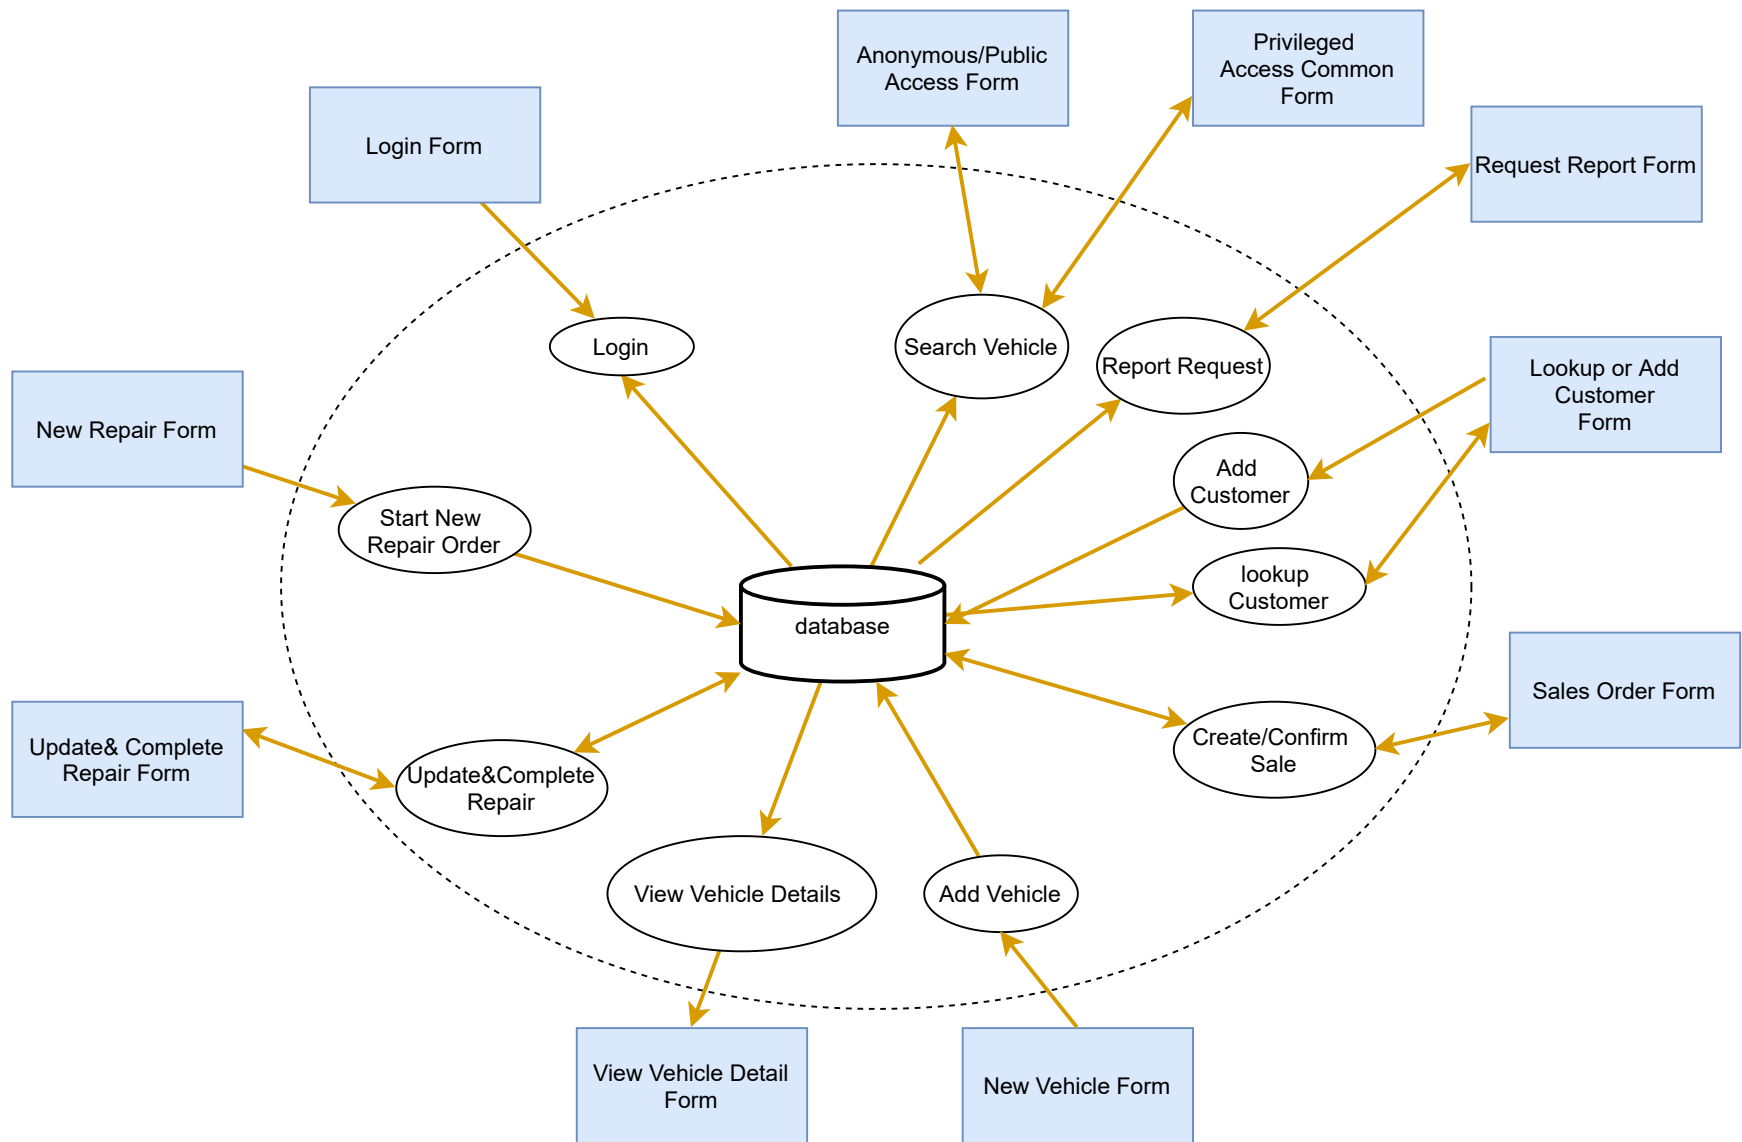 Anonymous/Public
Access Form
Privileged
Access Common
Form
Login Form
Request Report Form
Login
Search Vehicle
Report Request
Lookup or Add
Customer
Form
New Repair Form
Add
Customer
Start New
Repair Order
lookup
Customer
database
Sales Order Form
Update& Complete
Repair Form
Create/Confirm
Sale
Update&Complete
Repair
View Vehicle Details
Add Vehicle
View Vehicle Detail
Form
New Vehicle Form